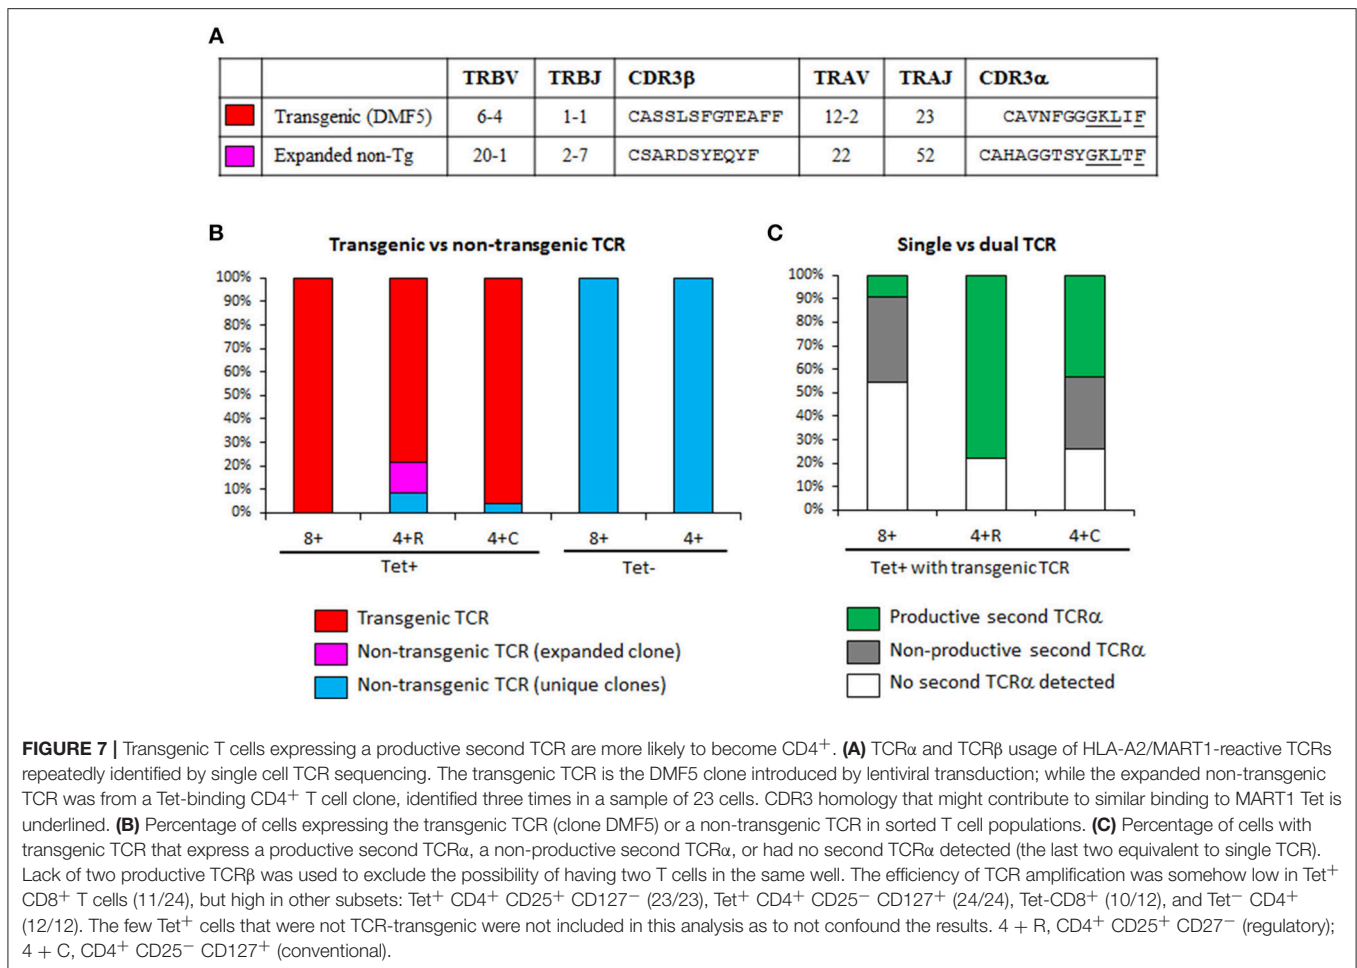 A
TRBV TRBJ CDR3β TRAV TRAJ CDR3α
Transgenic (DMF5) 6-4 1-1 CASSLSFGTEAFF 12-2 23 CAVNFGGGKLIF
Expanded non-Tg 20-1 2-7 CSARDSYEQYF 22 52 CAHAGGTSYGKLTF
B
Transgenic vs non-transgenic TCR
100%
90%
80%
70%
60%
50%
40%
30%
20%
10%
0%
8+ 4+R 4+C 8+ 4+
Tet+ Tet-
Transgenic TCR
Non-transgenic TCR (expanded clone)
Non-transgenic TCR (unique clones)
C
Single vs dual TCR
100%
90%
80%
70%
60%
50%
40%
30%
20%
10%
0%
8+ 4+R 4+C
Tet+ with transgenic TCR
Productive second TCRα
Non-productive second TCRα
No second TCRα detected
FIGURE 7 | Transgenic T cells expressing a productive second TCR are more likely to become CD4+. (A) TCRα and TCRβ usage of HLA-A2/MART1-reactive TCRs
repeatedly identified by single cell TCR sequencing. The transgenic TCR is the DMF5 clone introduced by lentiviral transduction; while the expanded non-transgenic
TCR was from a Tet-binding CD4+ T cell clone, identified three times in a sample of 23 cells. CDR3 homology that might contribute to similar binding to MART1 Tet is
underlined. (B) Percentage of cells expressing the transgenic TCR (clone DMF5) or a non-transgenic TCR in sorted T cell populations. (C) Percentage of cells with
transgenic TCR that express a productive second TCRα, a non-productive second TCRα, or had no second TCRα detected (the last two equivalent to single TCR).
Lack of two productive TCRβ was used to exclude the possibility of having two T cells in the same well. The efficiency of TCR amplification was somehow low in Tet+
CD8+ T cells (11/24), but high in other subsets: Tet+ CD4+ CD25+ CD127− (23/23), Tet+ CD4+ CD25− CD127+ (24/24), Tet-CD8+ (10/12), and Tet− CD4+
(12/12). The few Tet+ cells that were not TCR-transgenic were not included in this analysis as to not confound the results. 4 + R, CD4+ CD25+ CD27− (regulatory);
4 + C, CD4+ CD25− CD127+ (conventional).